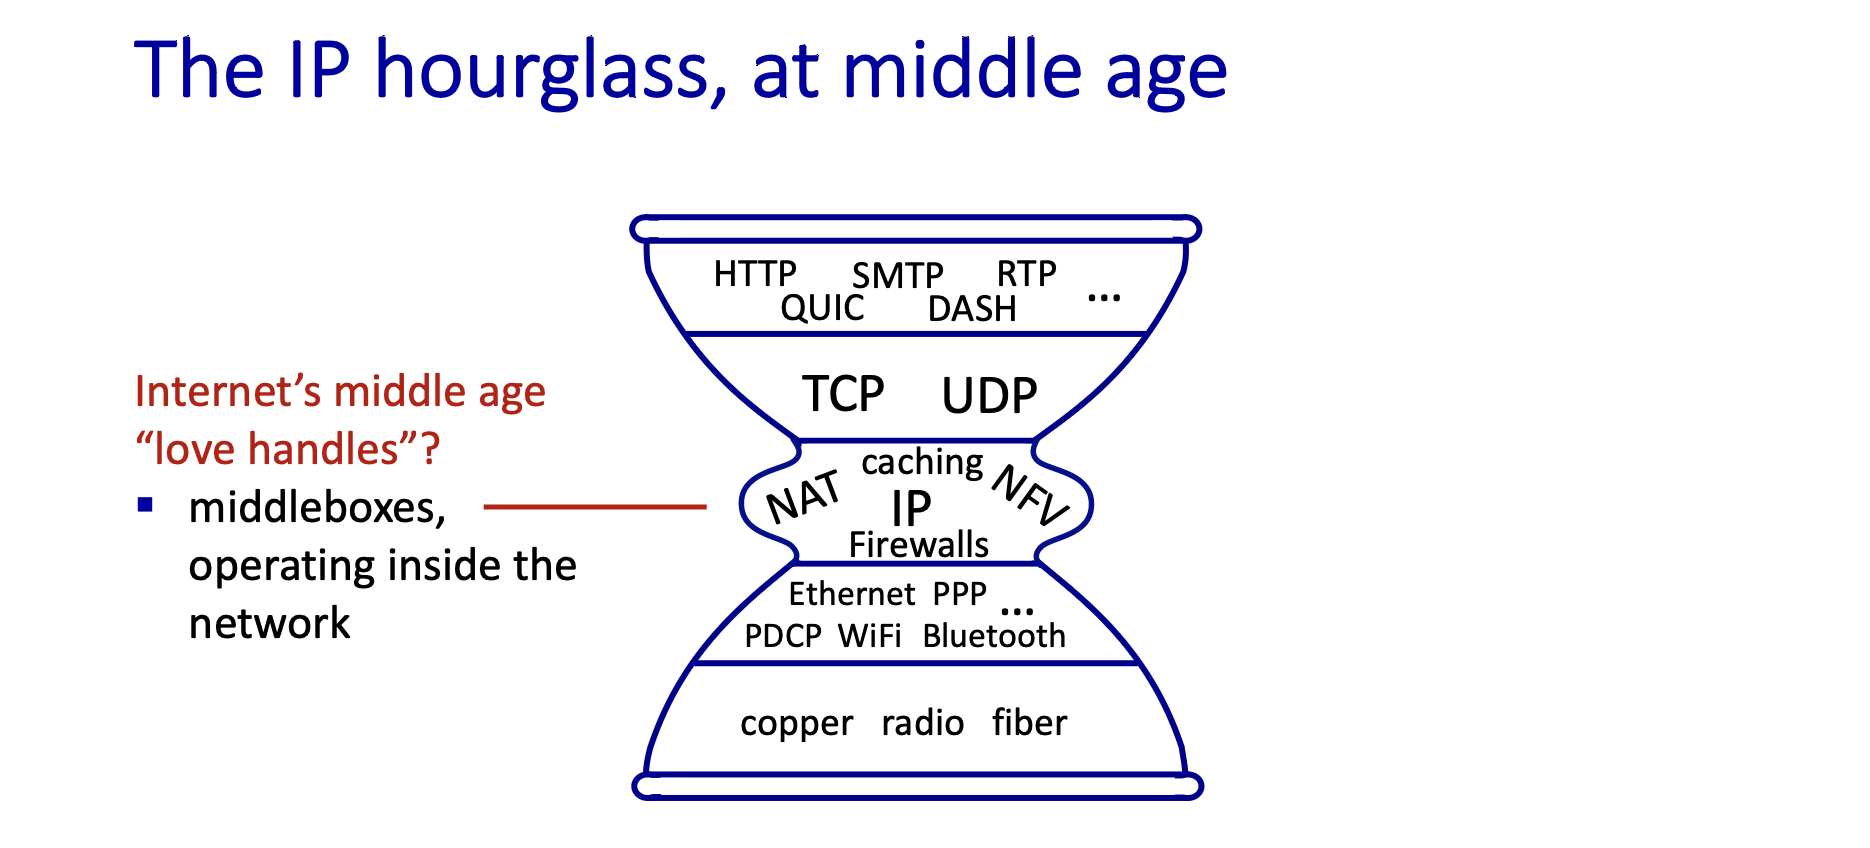 The IP hourglass, at middle age
Internet’s middle age
“love handles”?
▪ middleboxes,
operating inside the
network
HTTP SMTP RTP
QUIC DASH ...
TCP UDP
caching
NAT IP NFV
Firewalls
Ethernet PPP ...
PDCP WiFi Bluetooth
copper radio fiber